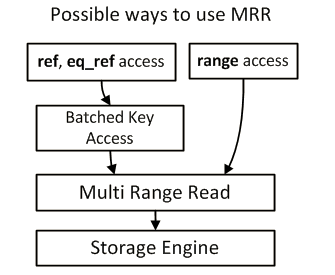 Possible ways to use MRR
ref, eq_ref access
range access
Batched Key
Access
Multi Range Read
Storage Engine